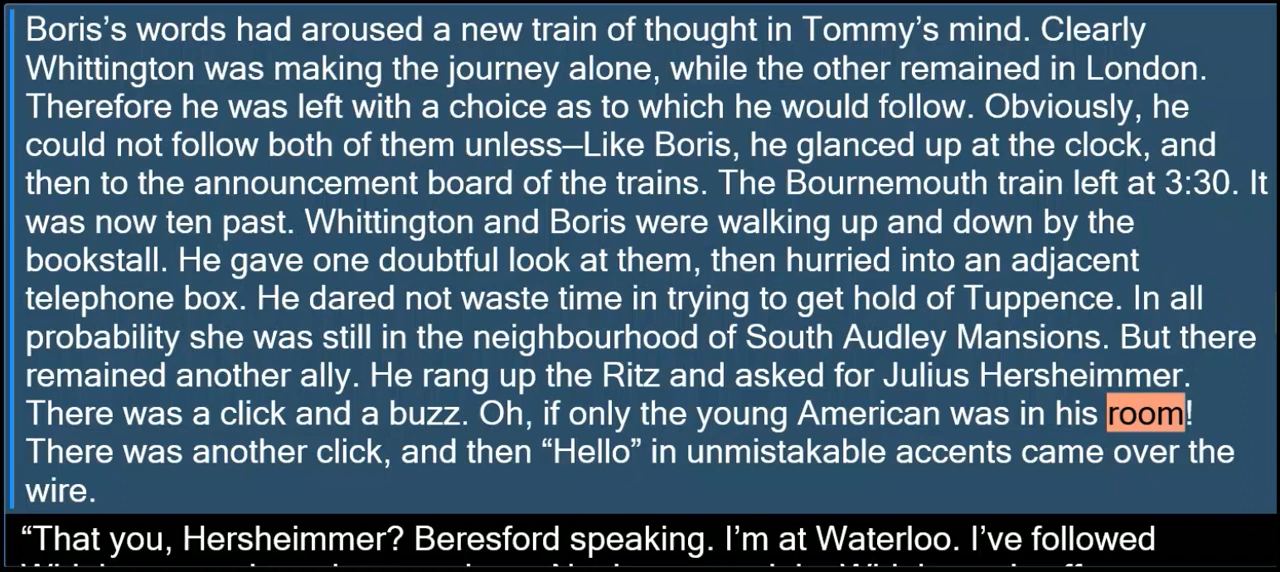 Boris’s words had aroused a new train of thought in Tommy’s mind. Clearly
Whittington was making the journey alone, while the other remained in London.
Therefore he was left with a choice as to which he would follow. Obviously, he
could not follow both of them unless—Like Boris, he glanced up at the clock, and
then to the announcement board of the trains. The Bournemouth train left at 3:30. It
was now ten past. Whittington and Boris were walking up and down by the
bookstall. He gave one doubtful look at them, then hurried into an adjacent
telephone box. He dared not waste time in trying to get hold of Tuppence. In all
probability she was still in the neighbourhood of South Audley Mansions. But there
remained another ally. He rang up the Ritz and asked for Julius Hersheimmer.
There was a click and a buzz. Oh, if only the young American was in his room!
There was another click, and then “Hello” in unmistakable accents came over the
wire.
“That you, Hersheimmer? Beresford speaking. I’m at Waterloo. I’ve followed